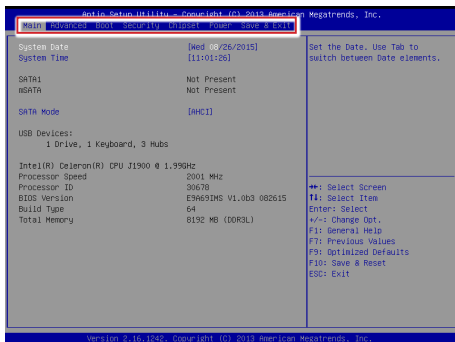 Aptio Setup Utility – Copyright (C) 2013 American Megatrends, Inc.
Main Advanced Boot Security Chipset Power Save & Exit
System Date [Wed 08/26/2015]
System Time [11:01:26]
SATA1 Not Present
mSATA Not Present
SATA Mode [AHCI]
USB Devices:
1 Drive, 1 Keyboard, 3 Hubs
Intel(R) Celeron(R) CPU J1900 @ 1.99GHz
Processor Speed 2001 MHz
Processor ID 30678
BIOS Version E9A69IMS V1.0b3 082615
Build Type 64
Total Memory 8192 MB (DDR3L)
Set the Date. Use Tab to
switch between Date elements.
→←: Select Screen
↑↓: Select Item
Enter: Select
+/-: Change Opt.
F1: General Help
F7: Previous Values
F9: Optimized Defaults
F10: Save & Reset
ESC: Exit
Version 2.16.1242. Copyright (C) 2013 American Megatrends, Inc.